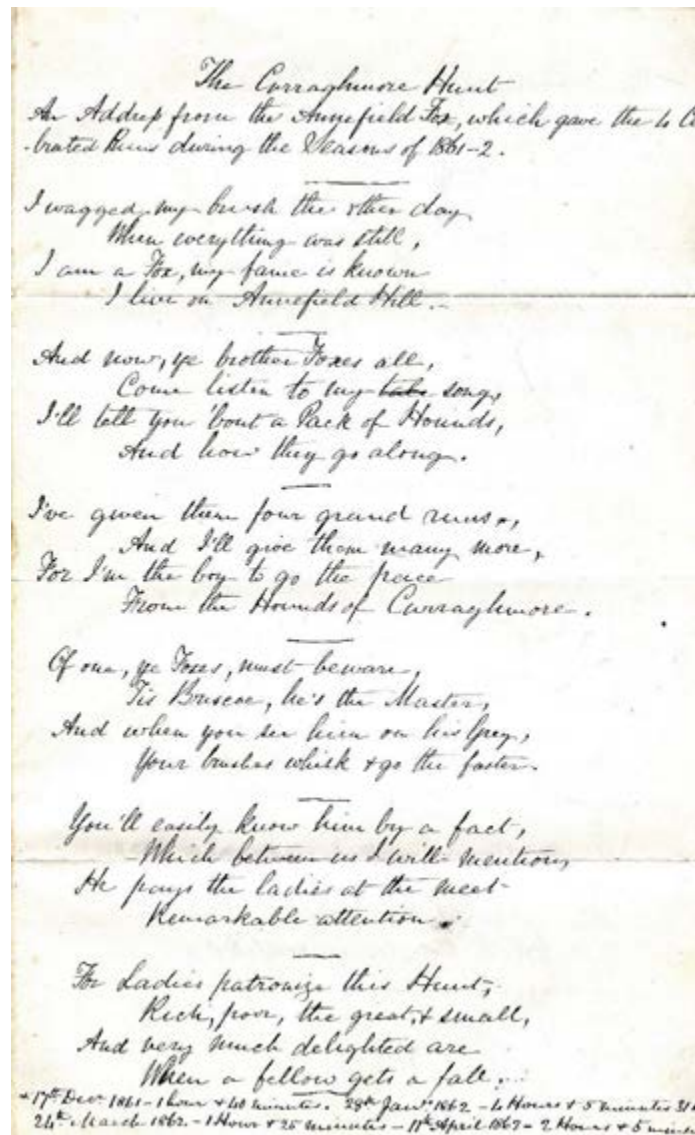 The Curraghmore Hunt
An Address from the Annefield Fox, which gave the 4
brated Runs during the Seasons of 1861-2.
I wagged my brush the other day
When everything was still,
I am a Fox, my fame is known
I live on Annefield Hill.
And now, ye brother Foxes all,
Come listen to my song,
I'll tell you 'bout a Pack of Hounds,
And how they go along.
I've given them four grand runs,
And I'll give them many more,
For I'm the boy to go the pace
From the Hounds of Curraghmore.
Of one, ye Foxes, must beware,
Tis Briscoe, he's the Master,
And when you see him on his Grey,
Your brushes whisk & go the faster.
You'll easily know him by a fact,
Which between us I will mention,
He pays the ladies at the meet
Remarkable attention.
For Ladies patronize this Hunt,
Rich, poor, the great, & small,
And very much delighted are
When a fellow gets a fall.
17th Decr 1861 - 1 hour & 40 minutes. 28th Jany 1862 - 4 Hours & 5 minutes
24th March 1862 - 1 Hour & 25 minutes - 11th April 1862 - 2 Hours & 5